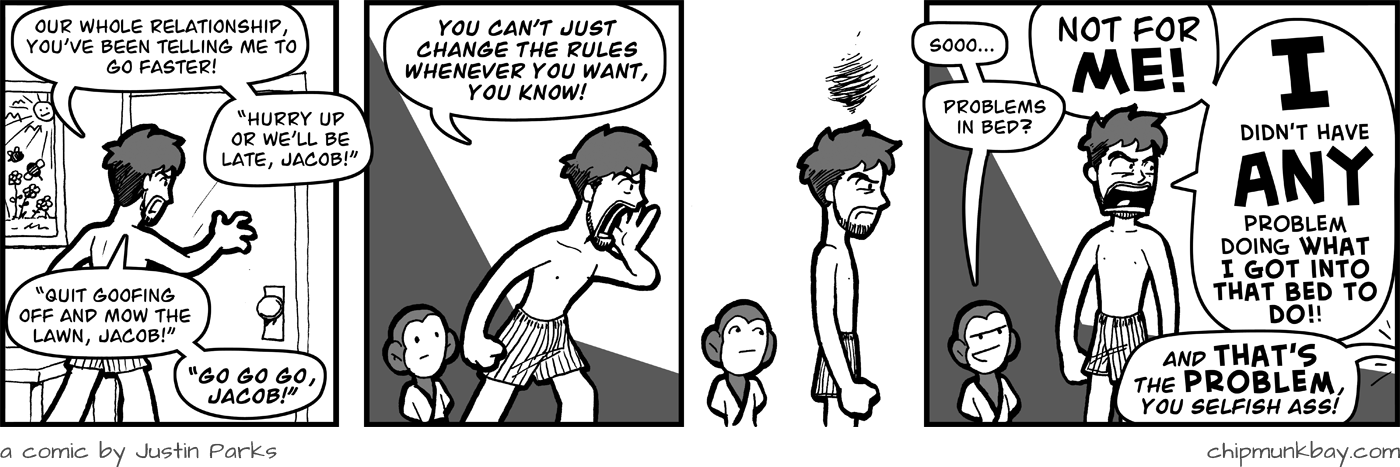 OUR WHOLE RELATIONSHIP,
YOU'VE BEEN TELLING ME TO
GO FASTER!
"HURRY UP
OR WE'LL BE
LATE, JACOB!"
"QUIT GOOFING
OFF AND MOW THE
LAWN, JACOB!"
"GO GO GO,
JACOB!"
YOU CAN'T JUST
CHANGE THE RULES
WHENEVER YOU WANT,
YOU KNOW!
SOOO...
PROBLEMS
IN BED?
NOT FOR
ME!
I
DIDN'T HAVE
ANY
PROBLEM
DOING WHAT
I GOT INTO
THAT BED TO
DO!!
AND THAT'S
THE PROBLEM,
YOU SELFISH ASS!
a comic by Justin Parks
chipmunkbay.com